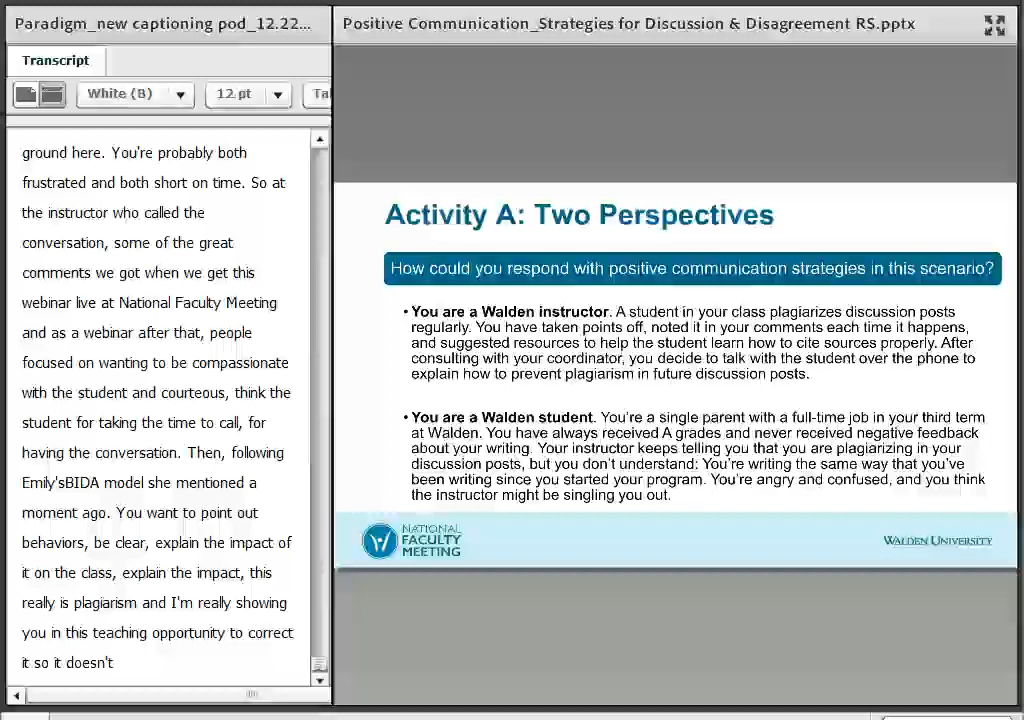 Paradigm_new captioning pod_12.22...
Transcript
White (B)
12 pt
ground here. You're probably both
frustrated and both short on time. So at
the instructor who called the
conversation, some of the great
comments we got when we get this
webinar live at National Faculty Meeting
and as a webinar after that, people
focused on wanting to be compassionate
with the student and courteous, think the
student for taking the time to call, for
having the conversation. Then, following
Emily'sBIDA model she mentioned a
moment ago. You want to point out
behaviors, be clear, explain the impact of
it on the class, explain the impact, this
really is plagiarism and I'm really showing
you in this teaching opportunity to correct
it so it doesn't
Positive Communication_Strategies for Discussion & Disagreement RS.pptx
Activity A: Two Perspectives
How could you respond with positive communication strategies in this scenario?
• You are a Walden instructor. A student in your class plagiarizes discussion posts
regularly. You have taken points off, noted it in your comments each time it happens,
and suggested resources to help the student learn how to cite sources properly. After
consulting with your coordinator, you decide to talk with the student over the phone to
explain how to prevent plagiarism in future discussion posts.
• You are a Walden student. You're a single parent with a full-time job in your third term
at Walden. You have always received A grades and never received negative feedback
about your writing. Your instructor keeps telling you that you are plagiarizing in your
discussion posts, but you don't understand: You're writing the same way that you've
been writing since you started your program. You're angry and confused, and you think
the instructor might be singling you out.
NATIONAL
FACULTY
MEETING
WALDEN UNIVERSITY